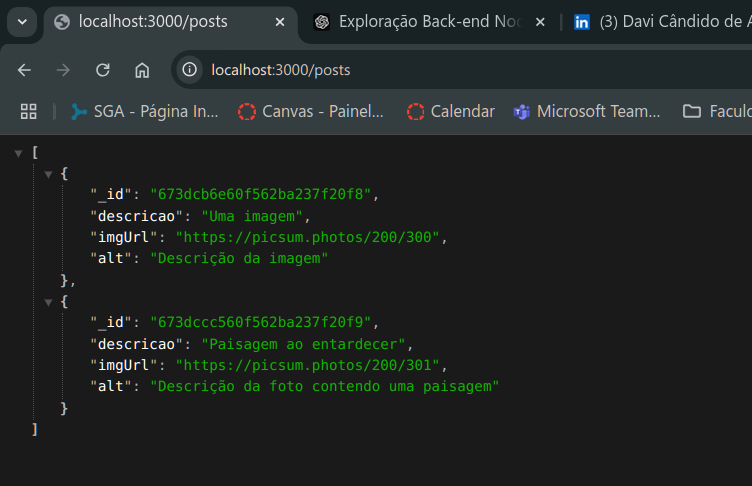 localhost:3000/posts
Exploração Back-end Noc
(3) Davi Cândido de A
localhost:3000/posts
SGA - Página In...
Canvas - Painel...
Calendar
Microsoft Team...
Facul
[
{
"_id": "673dcb6e60f562ba237f20f8",
"descricao": "Uma imagem",
"imgUrl": "https://picsum.photos/200/300",
"alt": "Descrição da imagem"
},
{
"_id": "673dccc560f562ba237f20f9",
"descricao": "Paisagem ao entardecer",
"imgUrl": "https://picsum.photos/200/301",
"alt": "Descrição da foto contendo uma paisagem"
}
]